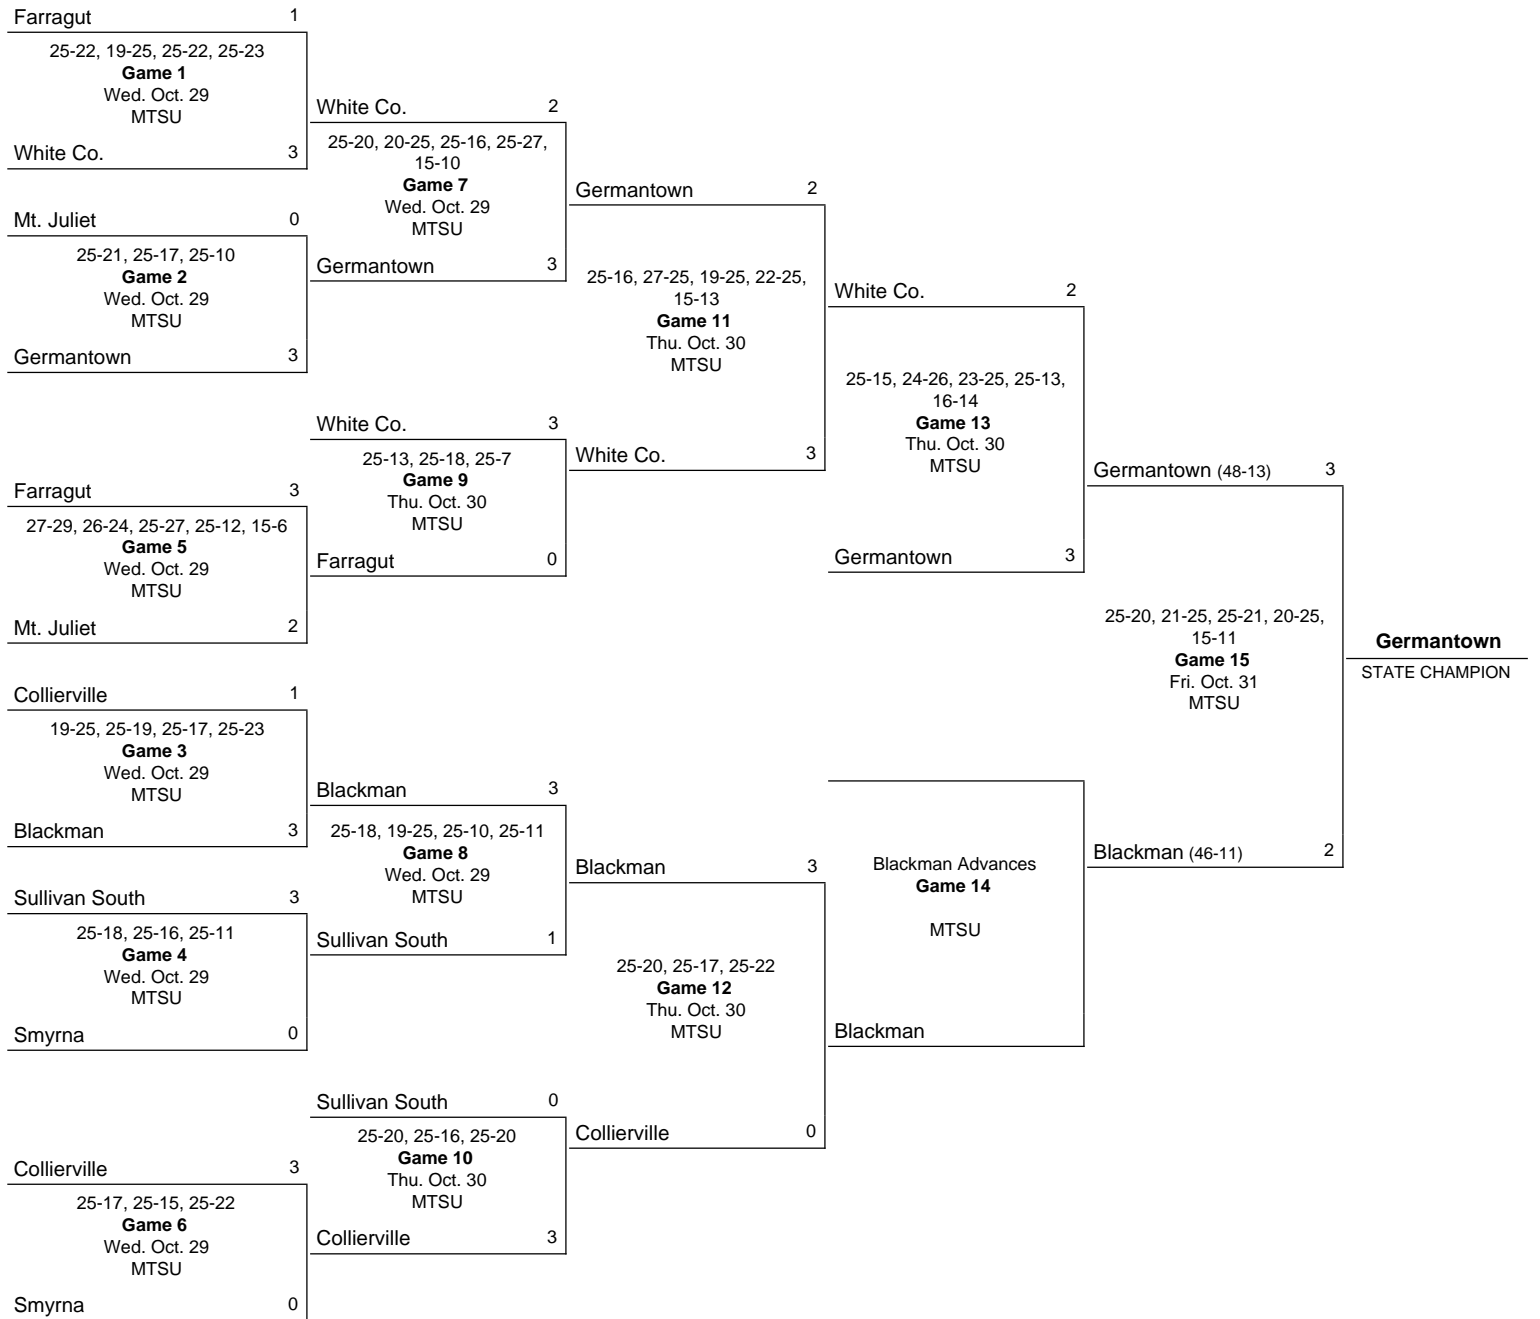 Farragut 1
25-22, 19-25, 25-22, 25-23
Game 1
Wed. Oct. 29
MTSU
White Co. 3
Mt. Juliet 0
25-21, 25-17, 25-10
Game 2
Wed. Oct. 29
MTSU
Germantown 3
Farragut 3
27-29, 26-24, 25-27, 25-12, 15-6
Game 5
Wed. Oct. 29
MTSU
Mt. Juliet 2
Collierville 1
19-25, 25-19, 25-17, 25-23
Game 3
Wed. Oct. 29
MTSU
Blackman 3
Sullivan South 3
25-18, 25-16, 25-11
Game 4
Wed. Oct. 29
MTSU
Smyrna 0
Collierville 3
25-17, 25-15, 25-22
Game 6
Wed. Oct. 29
MTSU
Smyrna 0
White Co. 2
25-20, 20-25, 25-16, 25-27,
15-10
Game 7
Wed. Oct. 29
MTSU
Germantown 3
White Co. 3
25-13, 25-18, 25-7
Game 9
Thu. Oct. 30
MTSU
Farragut 0
Blackman 3
25-18, 19-25, 25-10, 25-11
Game 8
Wed. Oct. 29
MTSU
Sullivan South 1
Sullivan South 0
25-20, 25-16, 25-20
Game 10
Thu. Oct. 30
MTSU
Collierville 3
Germantown 2
25-16, 27-25, 19-25, 22-25,
15-13
Game 11
Thu. Oct. 30
MTSU
White Co. 3
Blackman 3
25-20, 25-17, 25-22
Game 12
Thu. Oct. 30
MTSU
Collierville 0
White Co. 2
25-15, 24-26, 23-25, 25-13,
16-14
Game 13
Thu. Oct. 30
MTSU
Germantown 3
Blackman Advances
Game 14
MTSU
Blackman
Germantown (48-13) 3
25-20, 21-25, 25-21, 20-25,
15-11
Game 15
Fri. Oct. 31
MTSU
Blackman (46-11) 2
Germantown
STATE CHAMPION